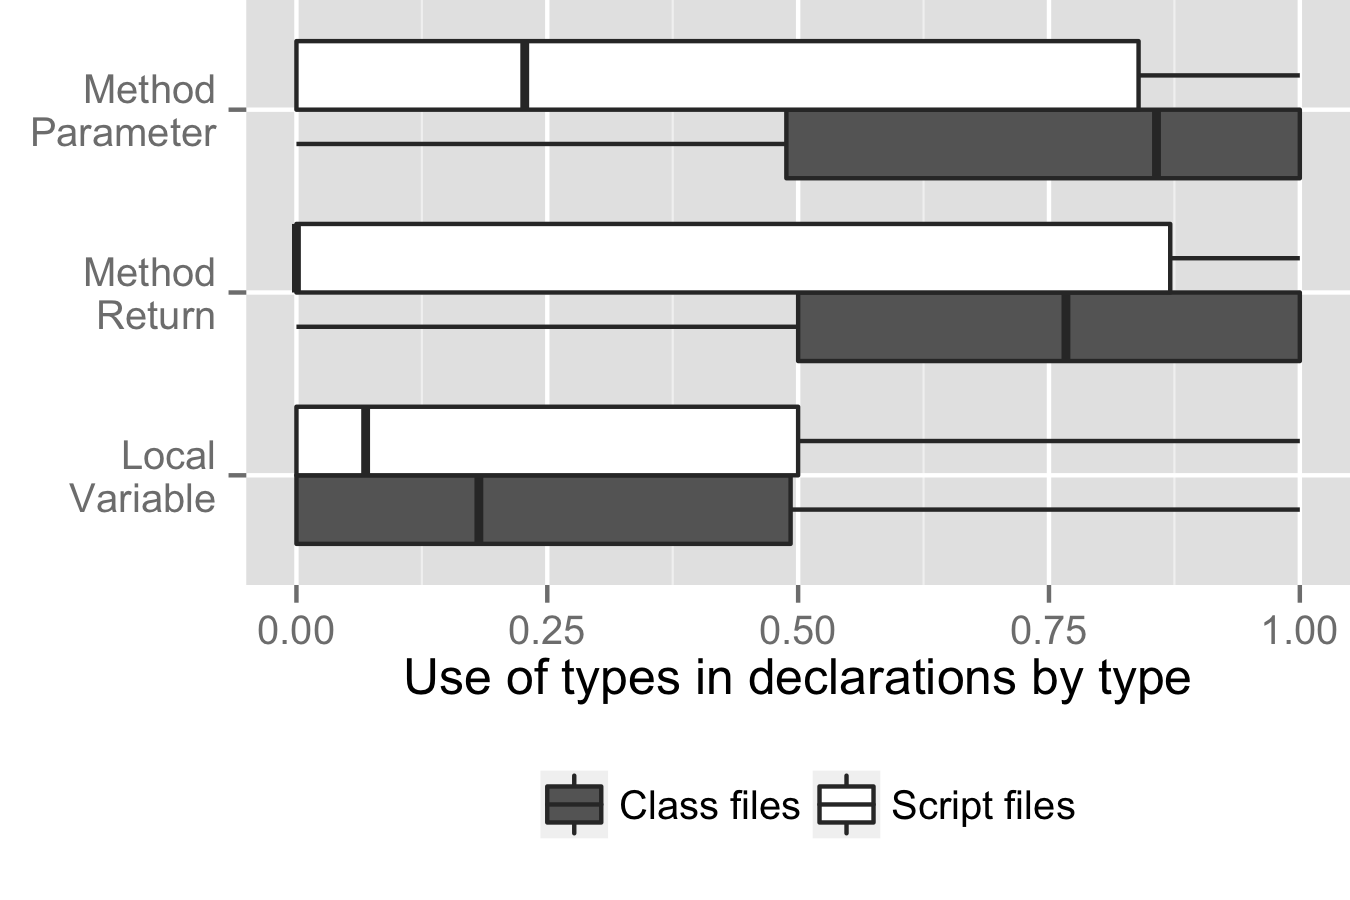 Method
Parameter
Method
Return
Local
Variable
0.00 0.25 0.50 0.75 1.00
Use of types in declarations by type
Class files Script files